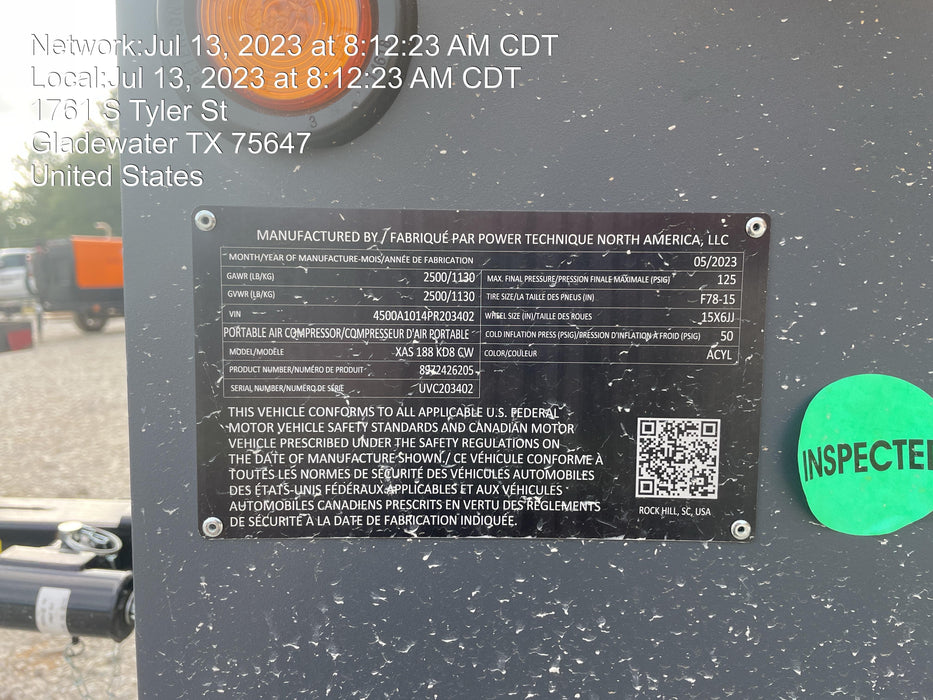 Network:Jul 13, 2023 at 8:12:23 AM CDT
Local:Jul 13, 2023 at 8:12:23 AM CDT
1761 S Tyler St
Gladewater TX 75647
United States
MANUFACTURED BY / FABRIQUÉ PAR POWER TECHNIQUE NORTH AMERICA, LLC
MONTH/YEAR OF MANUFACTURE-MOIS/ANNÉE DE FABRICATION 05/2023
GAWR (LB/KG) 2500/1130 MAX. FINAL PRESSURE/PRESSION FINALE MAXIMALE (PSIG) 125
GVWR (LB/KG) 2500/1130 TIRE SIZE/LA TAILLE DES PNEUS (IN) F78-15
VIN 4500A1014PR203402 WHEEL SIZE (IN)/TAILLE DES ROUES 15X6JJ
PORTABLE AIR COMPRESSOR/COMPRESSEUR D'AIR PORTABLE COLD INFLATION PRESS (PSIG)/PRESSION D'INFLATION À FROID (PSIG) 50
MODEL/MODÈLE XAS 188 KD8 CW COLOR/COULEUR ACYL
PRODUCT NUMBER/NUMÉRO DE PRODUIT 8972426205
SERIAL NUMBER/NUMÉRO DE SÉRIE UVC203402
THIS VEHICLE CONFORMS TO ALL APPLICABLE U.S. FEDERAL
MOTOR VEHICLE SAFETY STANDARDS AND CANADIAN MOTOR
VEHICLE PRESCRIBED UNDER THE SAFETY REGULATIONS ON
THE DATE OF MANUFACTURE SHOWN./ CE VÉHICULE CONFORME À
TOUTES LES NORMES DE SÉCURITÉ DES VÉHICULES AUTOMOBILES
DES ÉTATS-UNIS FÉDÉRAUX APPLICABLES ET AUX VÉHICULES
AUTOMOBILES CANADIENS PRESCRITS EN VERTU DES RÈGLEMENTS
DE SÉCURITÉ À LA DATE DE FABRICATION INDIQUÉE.
ROCK HILL, SC, USA
INSPECTE